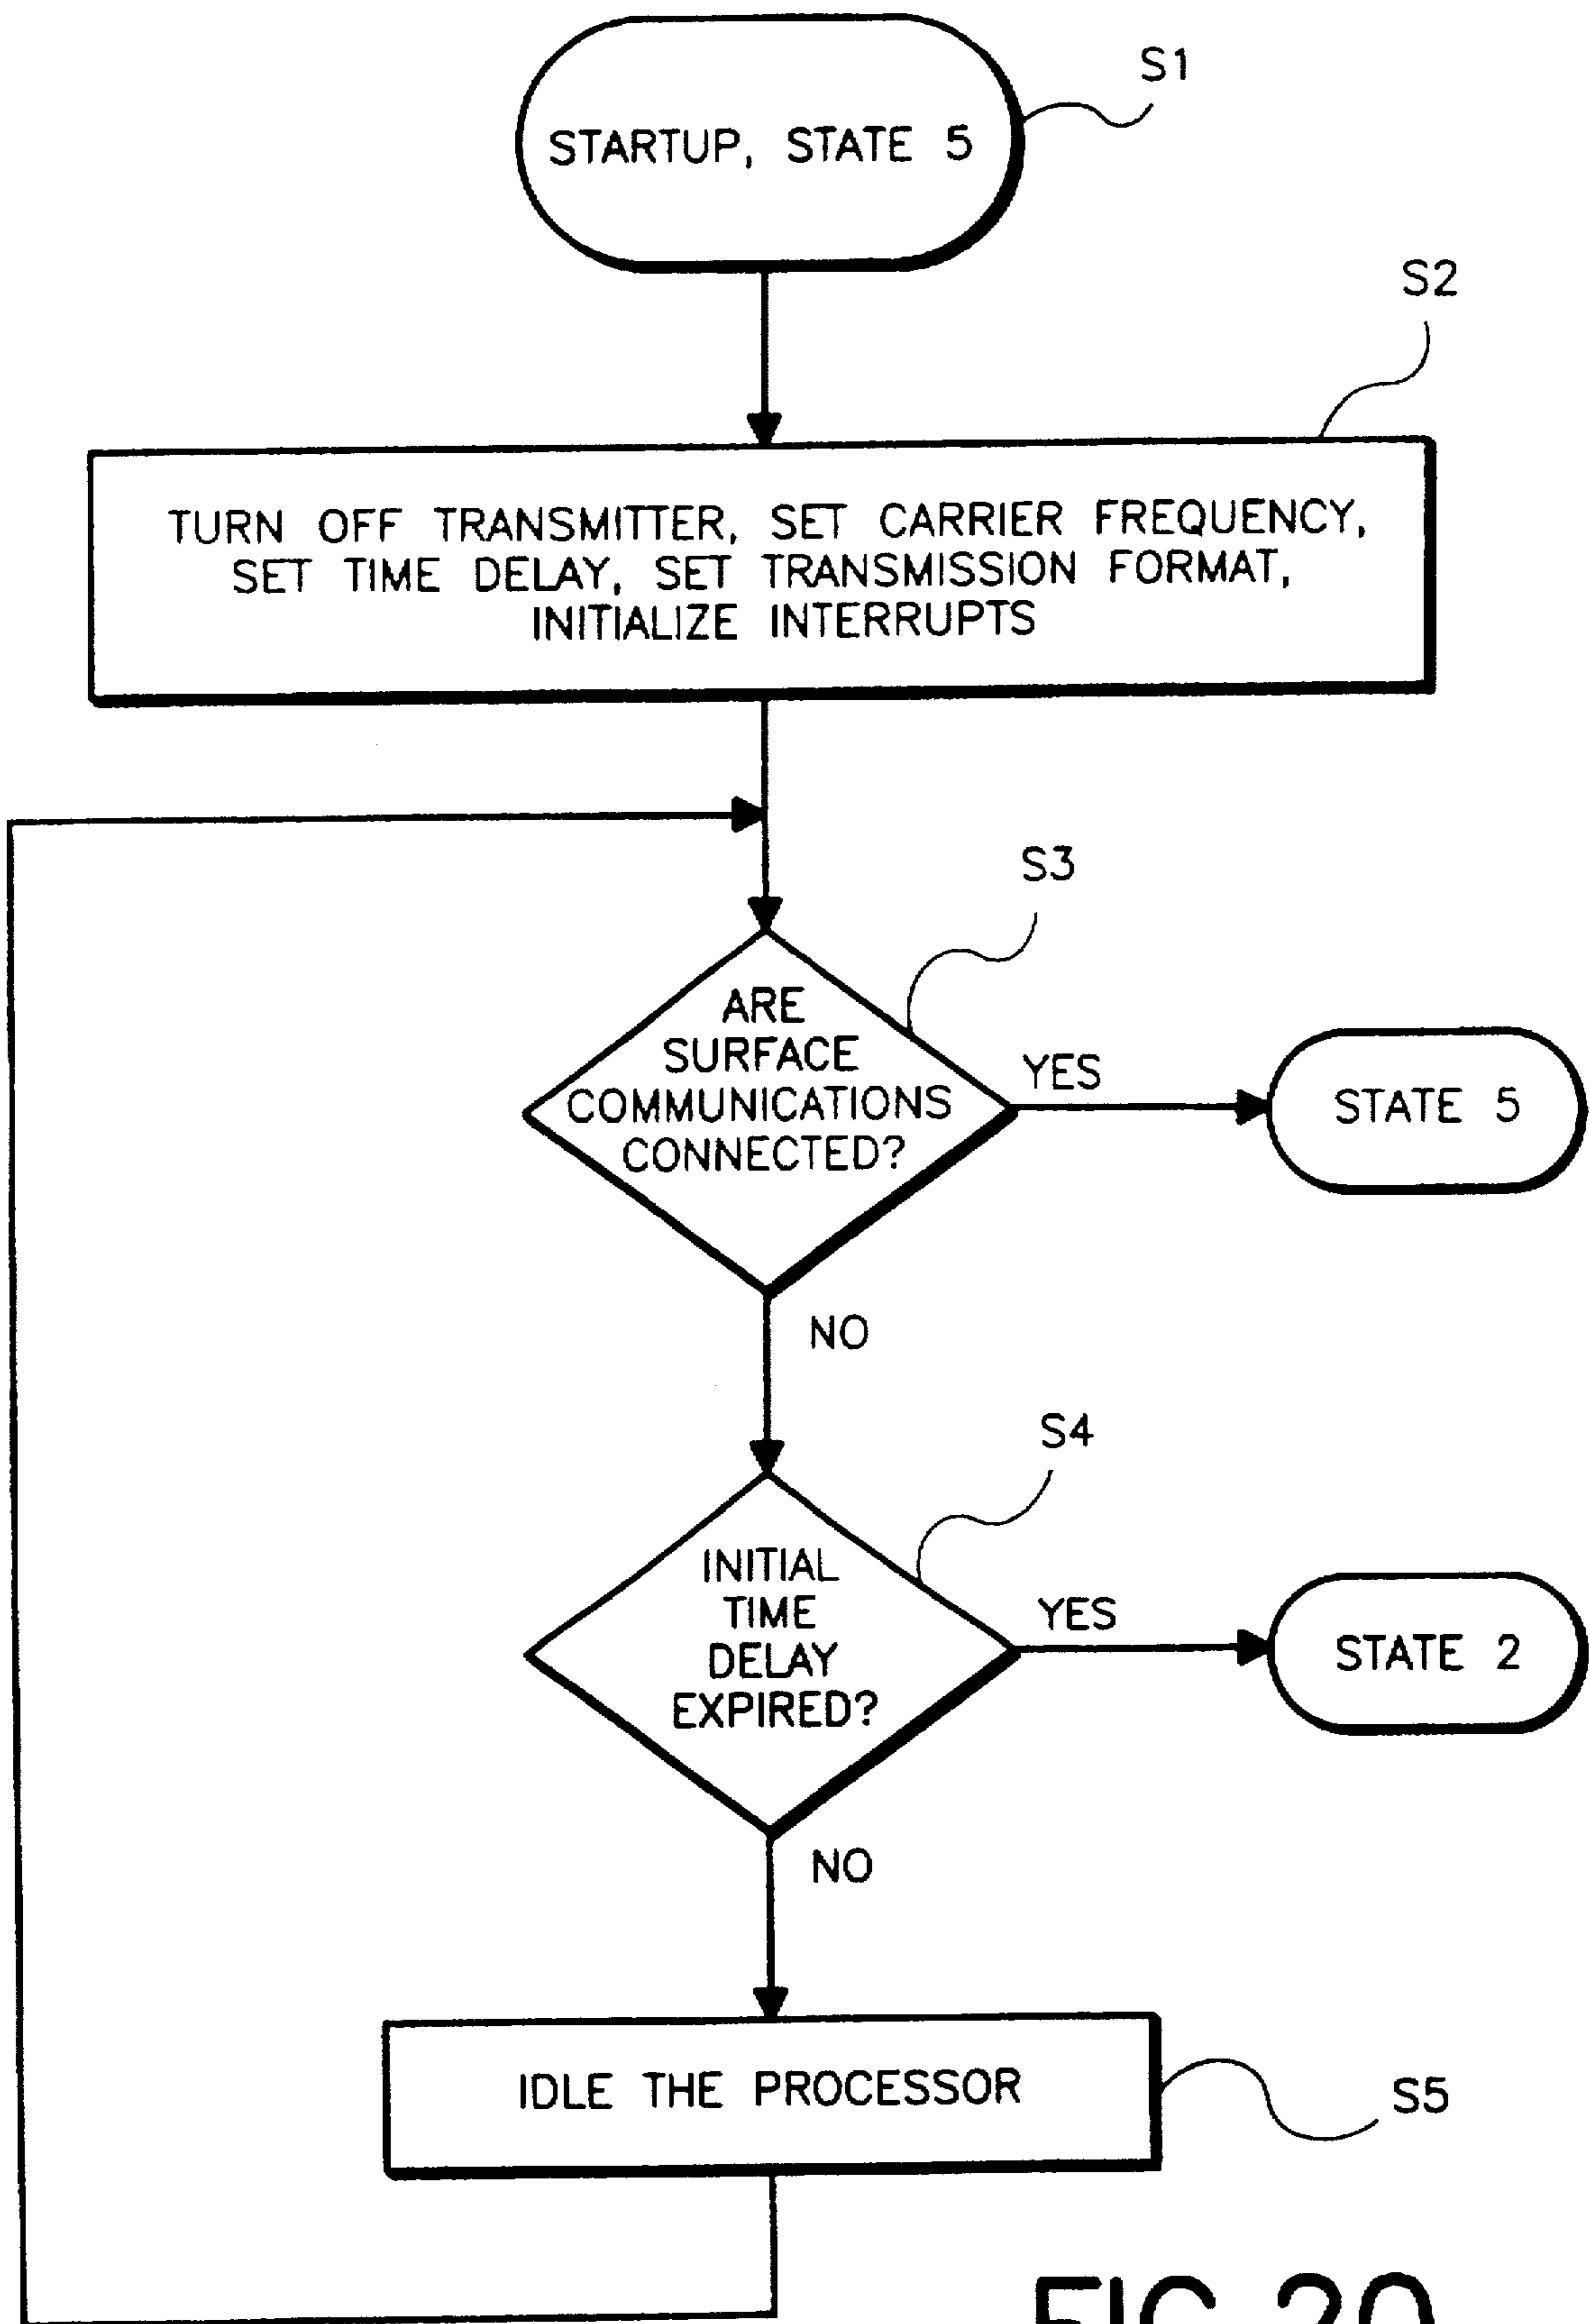 S1
STARTUP, STATE 5
S2
TURN OFF TRANSMITTER, SET CARRIER FREQUENCY,
SET TIME DELAY, SET TRANSMISSION FORMAT,
INITIALIZE INTERRUPTS
S3
ARE
SURFACE
COMMUNICATIONS
CONNECTED?
YES
STATE 5
NO
S4
INITIAL
TIME
DELAY
EXPIRED?
YES
STATE 2
NO
IDLE THE PROCESSOR
S5
FIG 20